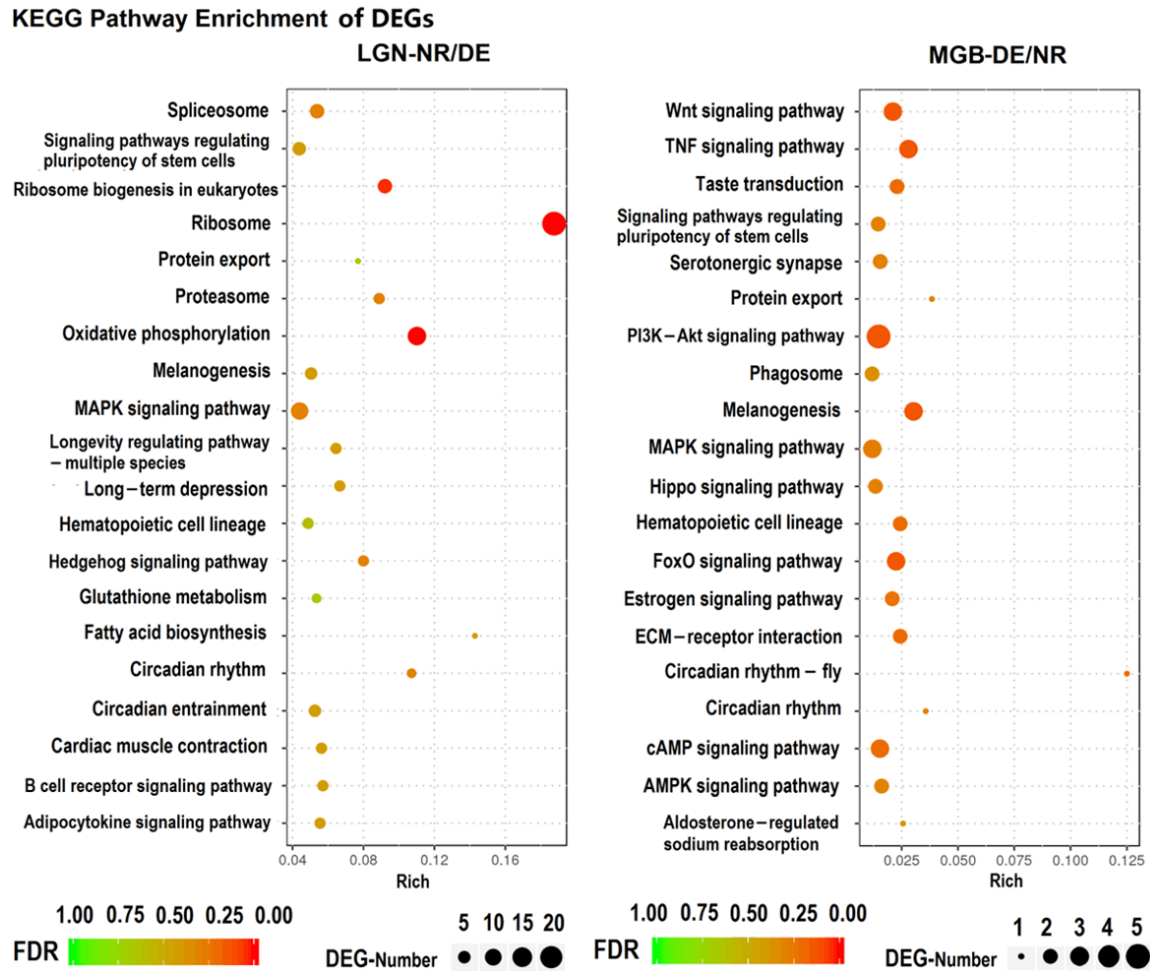 KEGG Pathway Enrichment of DEGs
LGN-NR/DE
Spliceosome
Signaling pathways regulating
pluripotency of stem cells
Ribosome biogenesis in eukaryotes
Ribosome
Protein export
Proteasome
Oxidative phosphorylation
Melanogenesis
MAPK signaling pathway
Longevity regulating pathway
– multiple species
Long–term depression
Hematopoietic cell lineage
Hedgehog signaling pathway
Glutathione metabolism
Fatty acid biosynthesis
Circadian rhythm
Circadian entrainment
Cardiac muscle contraction
B cell receptor signaling pathway
Adipocytokine signaling pathway
0.04 0.08 0.12 0.16
Rich
1.00 0.75 0.50 0.25 0.00
FDR
5 10 15 20
DEG-Number
MGB-DE/NR
Wnt signaling pathway
TNF signaling pathway
Taste transduction
Signaling pathways regulating
pluripotency of stem cells
Serotonergic synapse
Protein export
PI3K–Akt signaling pathway
Phagosome
Melanogenesis
MAPK signaling pathway
Hippo signaling pathway
Hematopoietic cell lineage
FoxO signaling pathway
Estrogen signaling pathway
ECM–receptor interaction
Circadian rhythm – fly
Circadian rhythm
cAMP signaling pathway
AMPK signaling pathway
Aldosterone–regulated
sodium reabsorption
0.025 0.050 0.075 0.100 0.125
Rich
1.00 0.75 0.50 0.25 0.00
FDR
1 2 3 4 5
DEG-Number